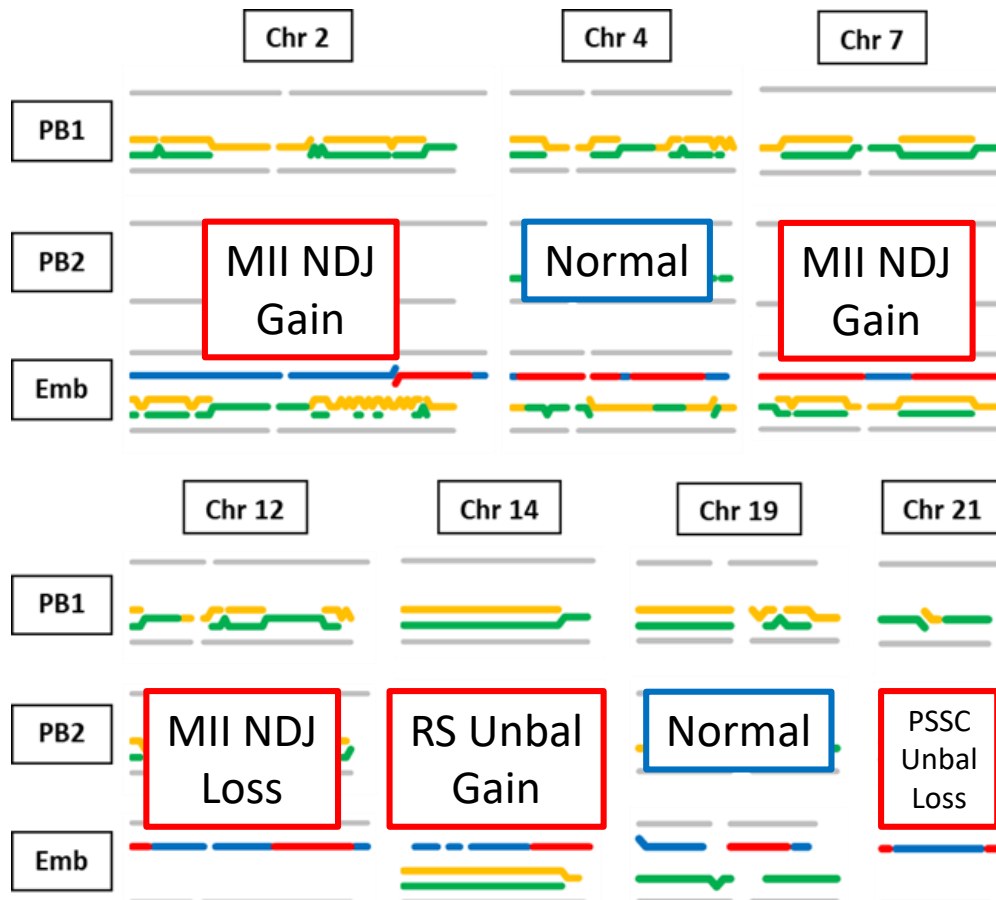 Chr 2
Chr 4
Chr 7
PB1
PB2
MII NDJ
Gain
Normal
MII NDJ
Gain
Emb
Chr 12
Chr 14
Chr 19
Chr 21
PB1
PB2
MII NDJ
Loss
RS Unbal
Gain
Normal
PSSC
Unbal
Loss
Emb